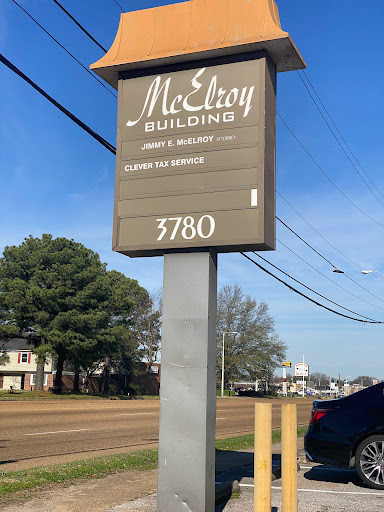 McElroy
BUILDING
JIMMY E. McELROY ATTORNEY
CLEVER TAX SERVICE
3780